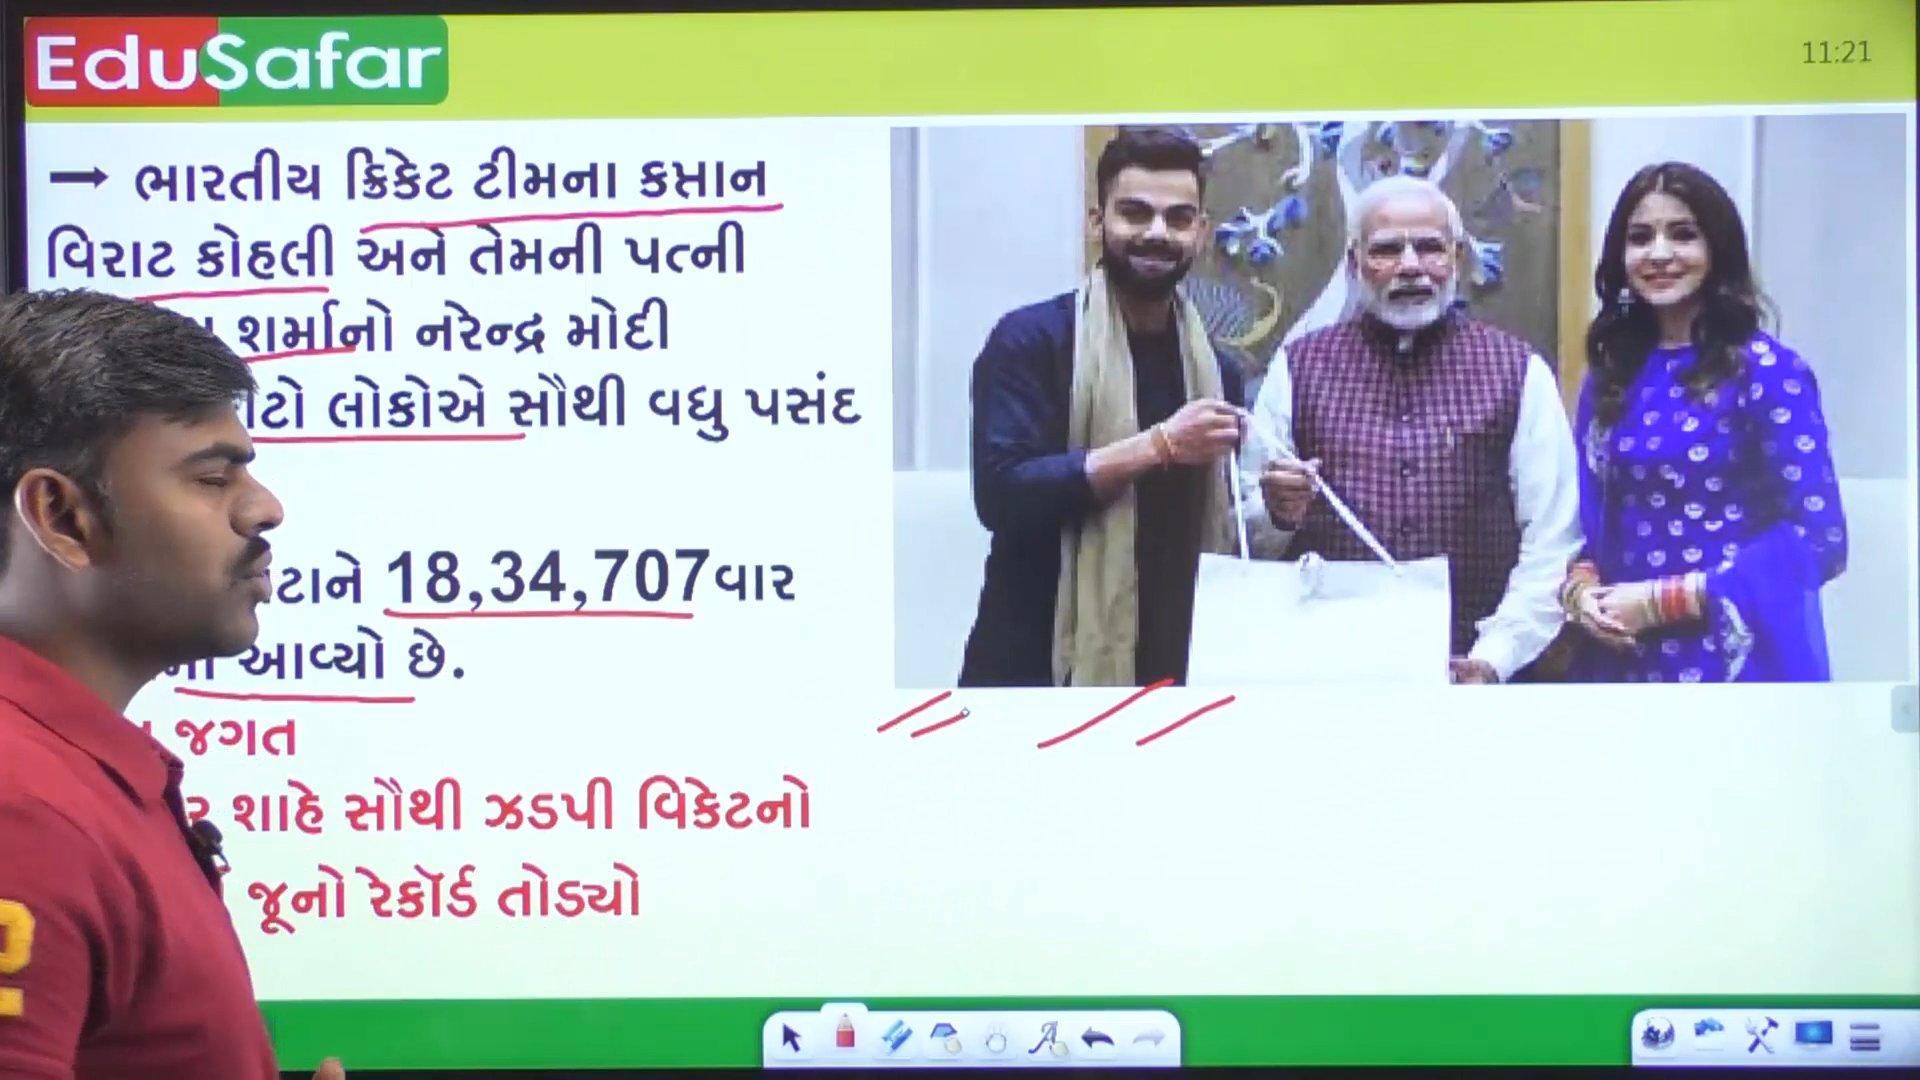 EduSafar
11:21
→ ભારતીય ક્રિકેટ ટીમના કપ્તાન
વિરાટ કોહલી અને તેમની પત્ની
શર્માનો નરેન્દ્ર મોદી
લોકોએ સૌથી વધુ પસંદ
18,34,707વાર
આવ્યો છે.
જગત
શાહે સૌથી ઝડપી વિકેટનો
જૂનો રેકૉર્ડ તોડ્યો